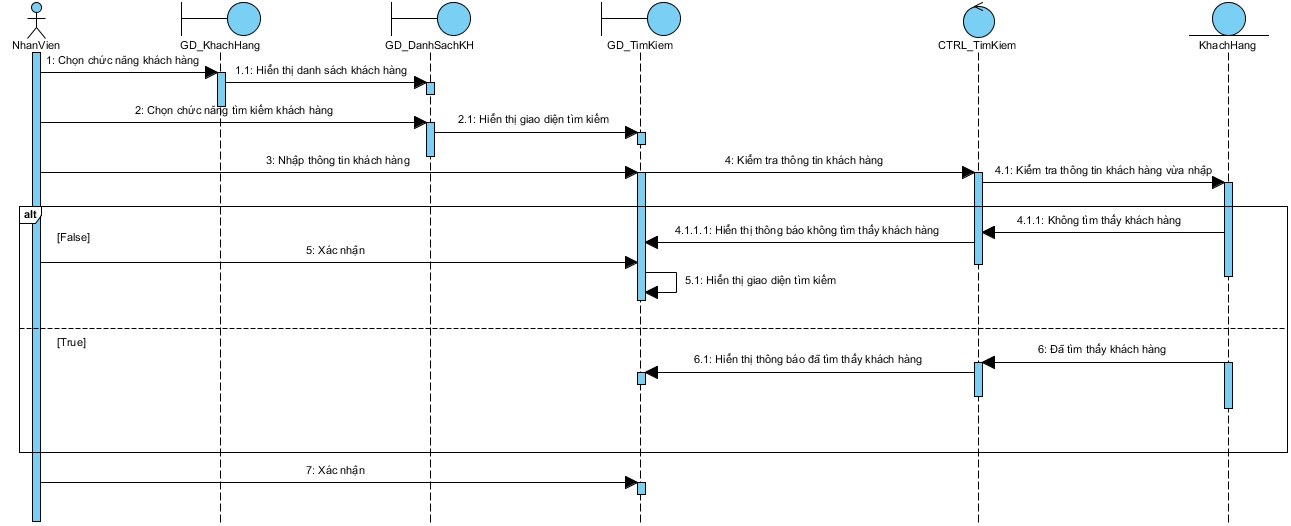 NhanVien
GD_KhachHang
GD_DanhSachKH
GD_TimKiem
CTRL_TimKiem
KhachHang
1: Chọn chức năng khách hàng
1.1: Hiển thị danh sách khách hàng
2: Chọn chức năng tìm kiếm khách hàng
2.1: Hiển thị giao diện tìm kiếm
3: Nhập thông tin khách hàng
4: Kiểm tra thông tin khách hàng
4.1: Kiểm tra thông tin khách hàng vừa nhập
alt
[False]
4.1.1: Không tìm thấy khách hàng
4.1.1.1: Hiển thị thông báo không tìm thấy khách hàng
5: Xác nhận
5.1: Hiển thị giao diện tìm kiếm
[True]
6: Đã tìm thấy khách hàng
6.1: Hiển thị thông báo đã tìm thấy khách hàng
7: Xác nhận